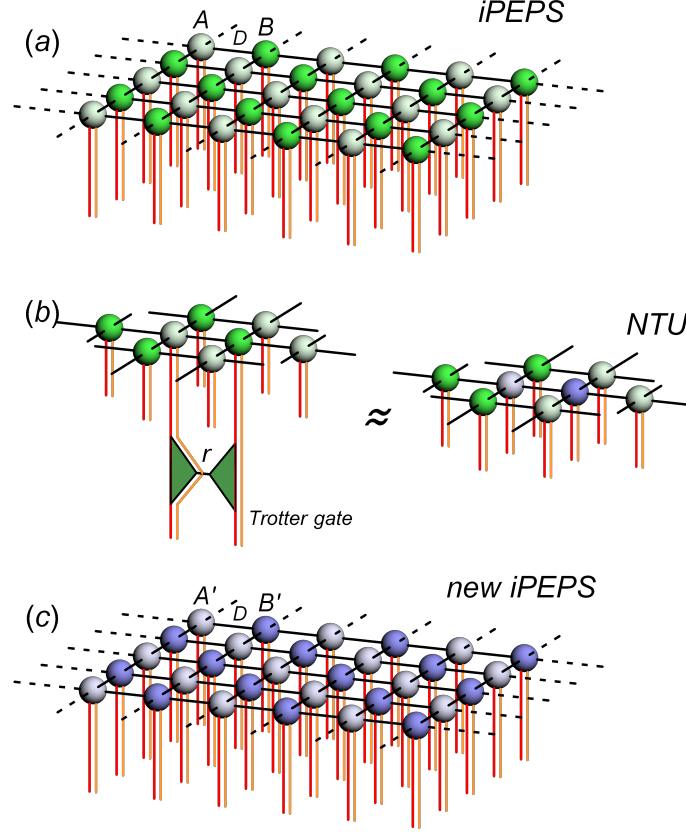 iPEPS
(a)
A
D
B
(b)
NTU
≈
r
Trotter gate
new iPEPS
(c)
A'
D
B'